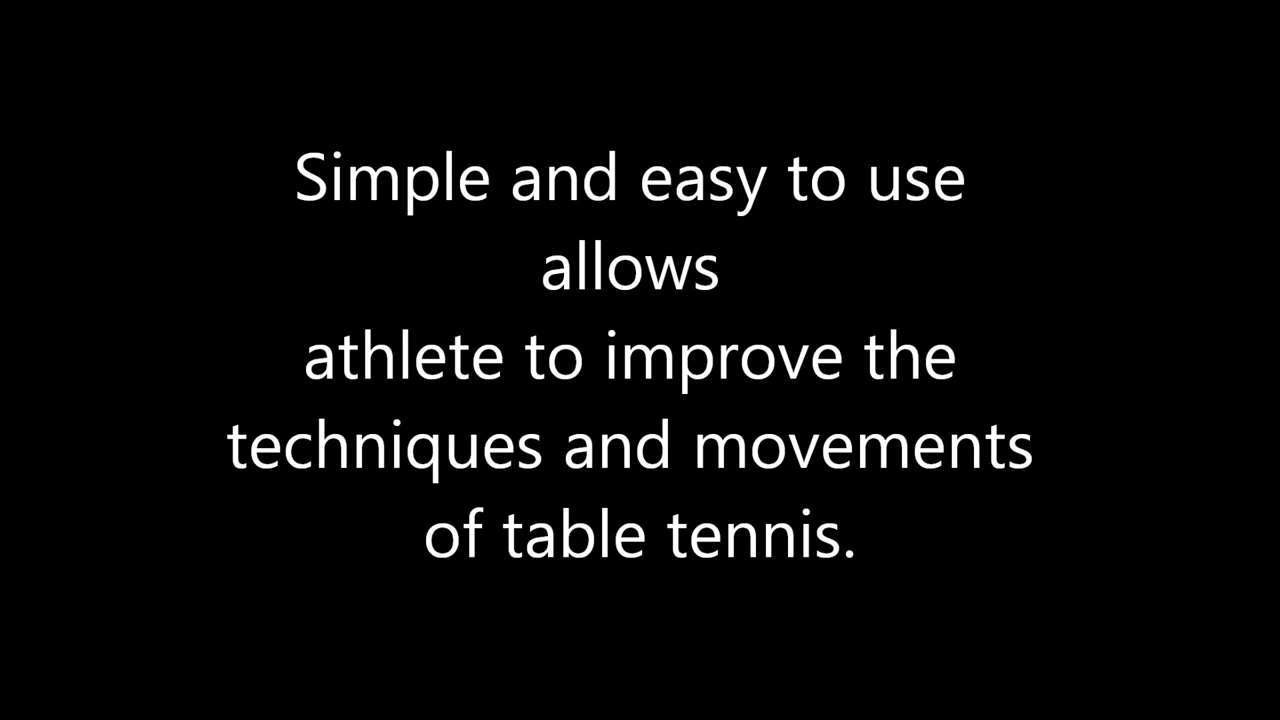 Simple and easy to use
allows
athlete to improve the
techniques and movements
of table tennis.